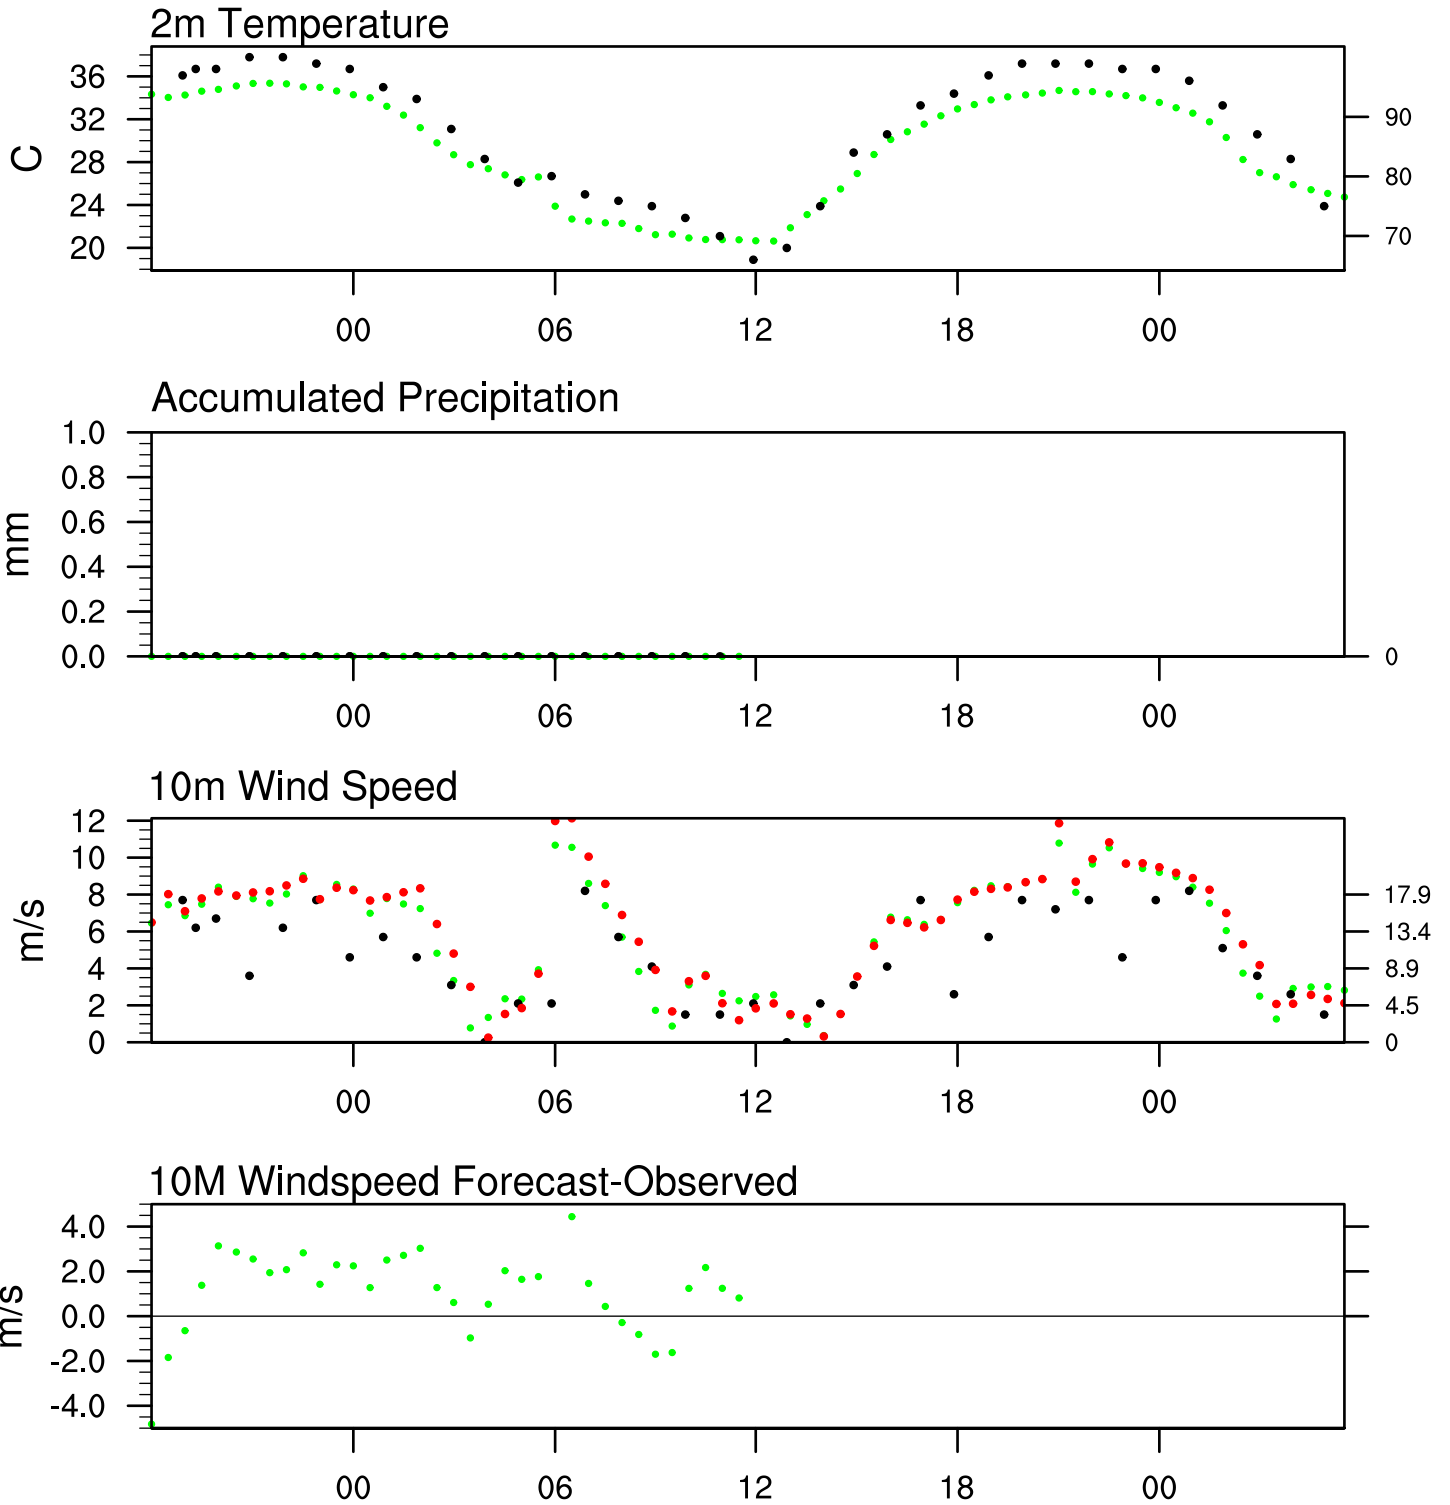 2m Temperature
36
32
28
24
20
C
90
80
70
00 06 12 18 00
Accumulated Precipitation
1.0
0.8
0.6
0.4
0.2
0.0
mm
0
00 06 12 18 00
10m Wind Speed
12
10
8
6
4
2
0
m/s
17.9
13.4
8.9
4.5
0
00 06 12 18 00
10M Windspeed Forecast-Observed
4.0
2.0
0.0
-2.0
-4.0
m/s
00 06 12 18 00